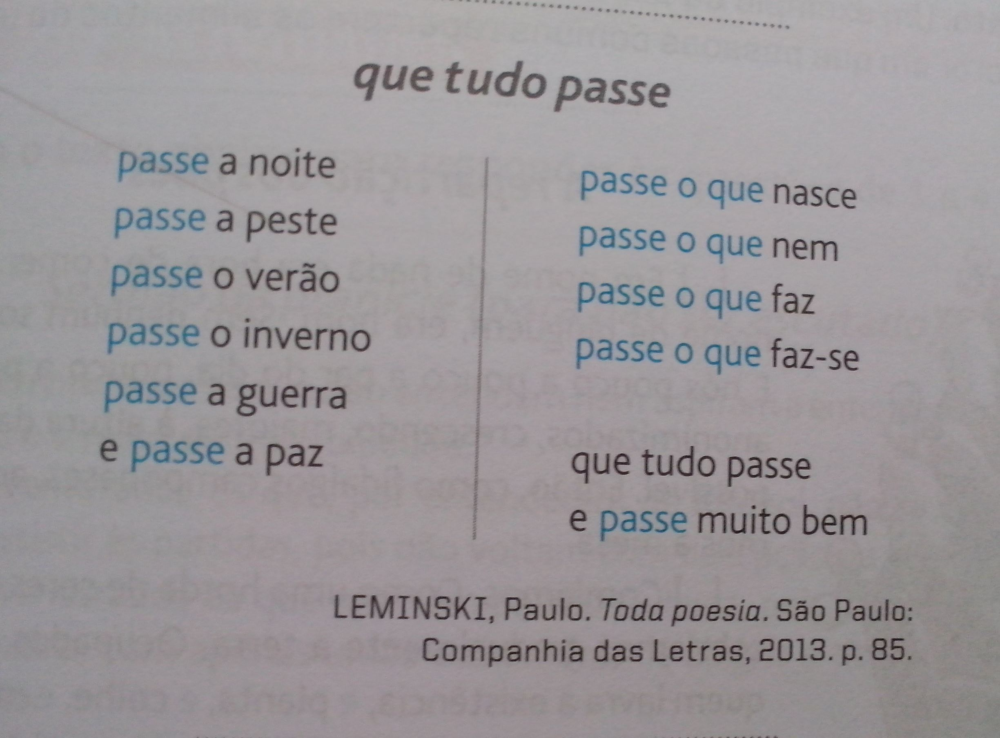 que tudo passe
passe a noite
passe a peste
passe o verão
passe o inverno
passe a guerra
e passe a paz
passe o que nasce
passe o que nem
passe o que faz
passe o que faz-se
que tudo passe
e passe muito bem
LEMINSKI, Paulo. Toda poesia. São Paulo:
Companhia das Letras, 2013. p. 85.